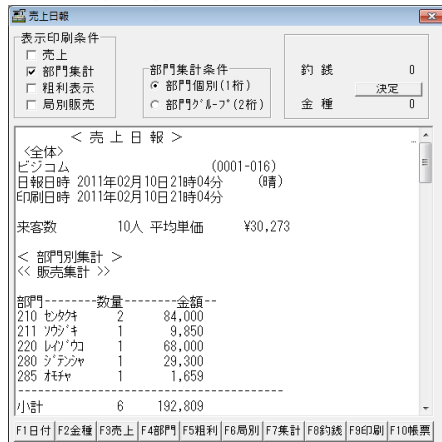 売上日報
表示印刷条件
売上
部門集計
粗利表示
局別販売
部門集計条件
部門個別(1桁)
部門ｸﾞﾙｰﾌﾟ(2桁)
釣銭 0
決定
金種 0
＜ 売 上 日 報 ＞
〈全体〉
ビジコム (0001-016)
日報日時 2011年02月10日21時04分 (晴)
印刷日時 2011年02月10日21時04分
来客数 10人 平均単価 ¥30,273
＜ 部門別集計 ＞
≪ 販売集計 ≫
部門--------数量--------金額--
210 ｾﾝﾀｸｷ 2 84,000
211 ｿｳｼﾞｷ 1 9,850
220 ﾚｲｿﾞｳｺ 1 68,000
280 ｼﾞﾃﾝｼｬ 1 29,300
285 ｵﾓﾁｬ 1 1,659
------------------------------
小計 6 192,809
F1日付 F2金種 F3売上 F4部門 F5粗利 F6局別 F7集計 F8釣銭 F9印刷 F10帳票